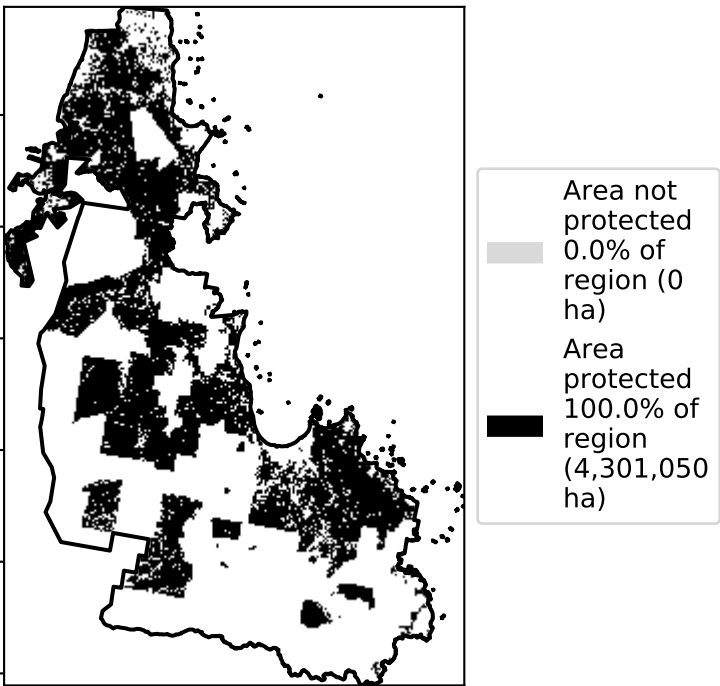 Area not
protected
0.0% of
region (0
ha)
Area
protected
100.0% of
region
(4,301,050
ha)